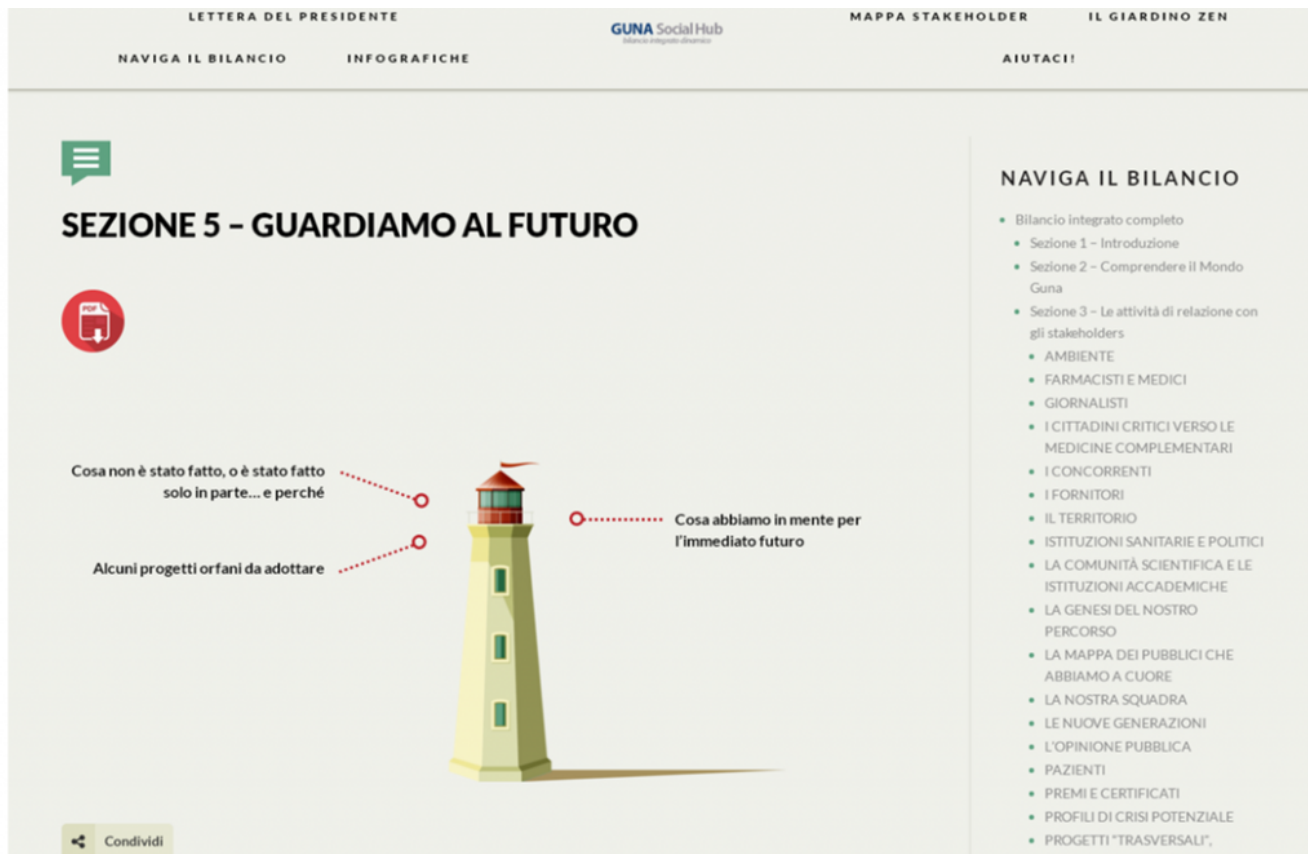 LETTERA DEL PRESIDENTE
NAVIGA IL BILANCIO
INFOGRAFICHE
GUNA Social Hub
bilancio integrato dinamico
MAPPA STAKEHOLDER
IL GIARDINO ZEN
AIUTACI!
SEZIONE 5 – GUARDIAMO AL FUTURO
PDF
Cosa non è stato fatto, o è stato fatto
solo in parte... e perché
Alcuni progetti orfani da adottare
Cosa abbiamo in mente per
l'immediato futuro
Condividi
NAVIGA IL BILANCIO
Bilancio integrato completo
Sezione 1 – Introduzione
Sezione 2 – Comprendere il Mondo
Guna
Sezione 3 – Le attività di relazione con
gli stakeholders
AMBIENTE
FARMACISTI E MEDICI
GIORNALISTI
I CITTADINI CRITICI VERSO LE
MEDICINE COMPLEMENTARI
I CONCORRENTI
I FORNITORI
IL TERRITORIO
ISTITUZIONI SANITARIE E POLITICI
LA COMUNITÀ SCIENTIFICA E LE
ISTITUZIONI ACCADEMICHE
LA GENESI DEL NOSTRO
PERCORSO
LA MAPPA DEI PUBBLICI CHE
ABBIAMO A CUORE
LA NOSTRA SQUADRA
LE NUOVE GENERAZIONI
L'OPINIONE PUBBLICA
PAZIENTI
PREMI E CERTIFICATI
PROFILI DI CRISI POTENZIALE
PROGETTI "TRASVERSALI",